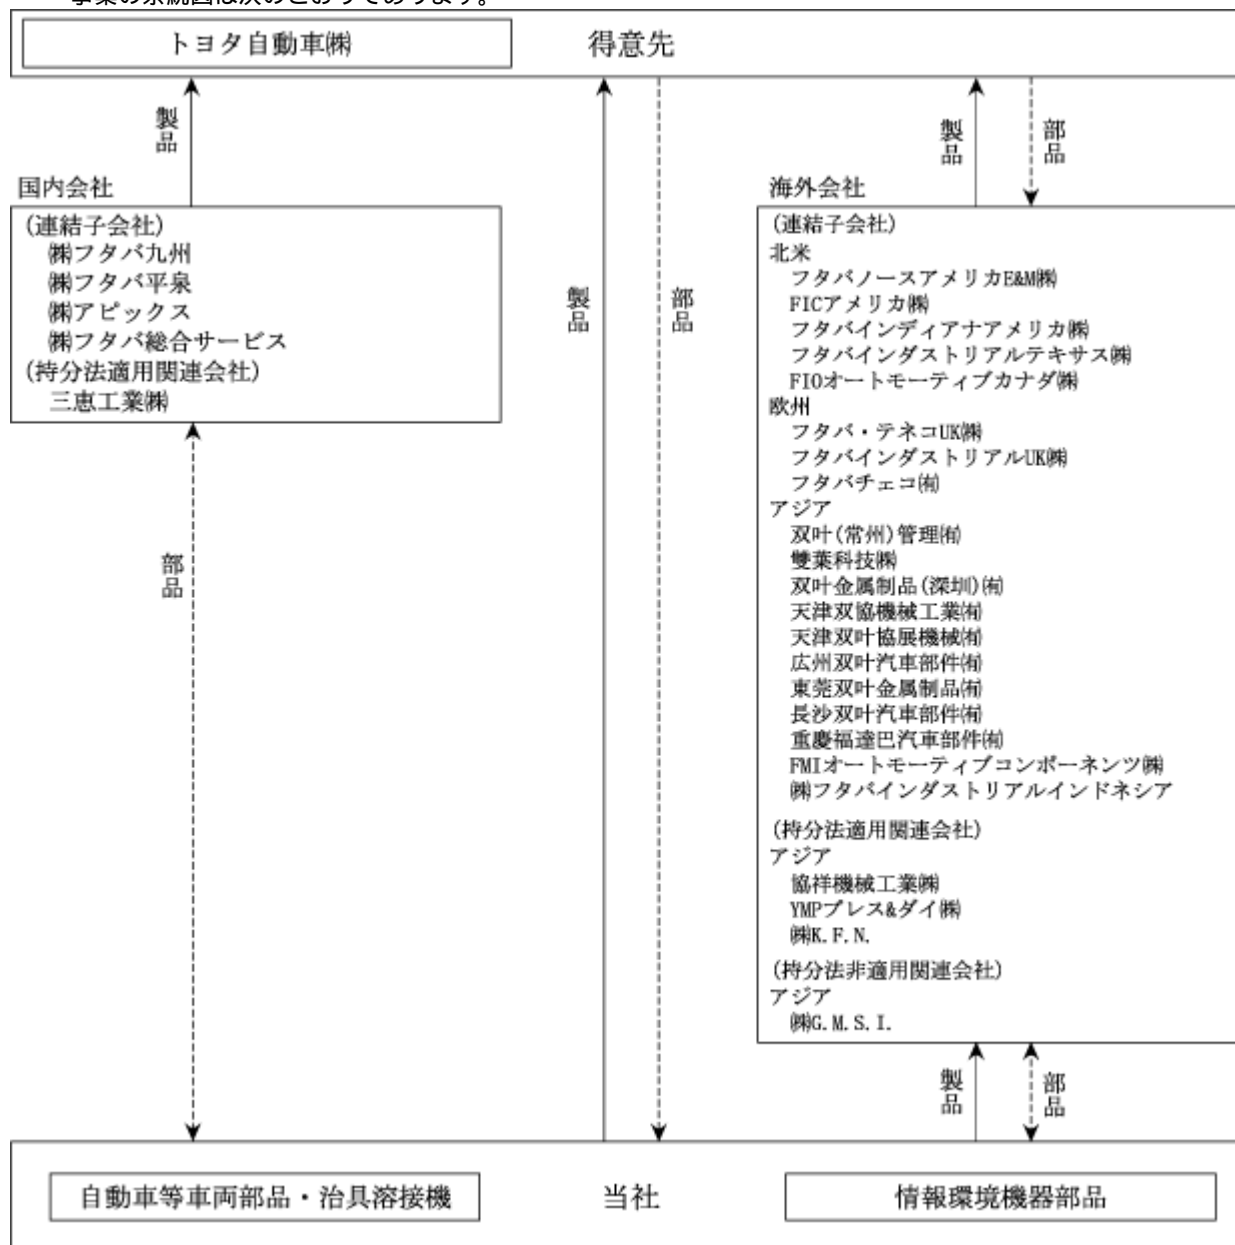 事業の系統図は次のとおりであります。
トヨタ自動車㈱
得意先
製品
製品
部品
製品
部品
国内会社
(連結子会社)
㈱フタバ九州
㈱フタバ平泉
㈱アピックス
㈱フタバ総合サービス
(持分法適用関連会社)
三恵工業㈱
部品
海外会社
(連結子会社)
北米
フタバノースアメリカE&M㈱
FICアメリカ㈱
フタバインディアナアメリカ㈱
フタバインダストリアルテキサス㈱
FIOオートモーティブカナダ㈱
欧州
フタバ・テネコUK㈱
フタバインダストリアルUK㈱
フタバチェコ㈲
アジア
双叶(常州)管理㈲
雙葉科技㈱
双叶金属制品(深圳)㈲
天津双協機械工業㈲
天津双叶協展機械㈲
広州双叶汽車部件㈲
東莞双叶金属制品㈲
長沙双叶汽車部件㈲
重慶福達巴汽車部件㈲
FMIオートモーティブコンポーネンツ㈱
㈱フタバインダストリアルインドネシア
(持分法適用関連会社)
アジア
協祥機械工業㈱
YMPプレス&ダイ㈱
㈱K.F.N.
(持分法非適用関連会社)
アジア
㈱G.M.S.I.
製品
部品
自動車等車両部品・治具溶接機
当社
情報環境機器部品